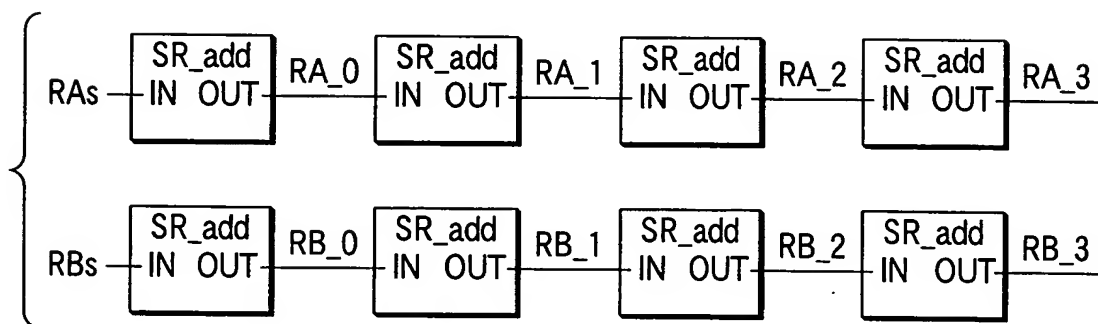 SR_add SR_add SR_add SR_add
RAs IN OUT RA_0 IN OUT RA_1 IN OUT RA_2 IN OUT RA_3
SR_add SR_add SR_add SR_add
RBs IN OUT RB_0 IN OUT RB_1 IN OUT RB_2 IN OUT RB_3